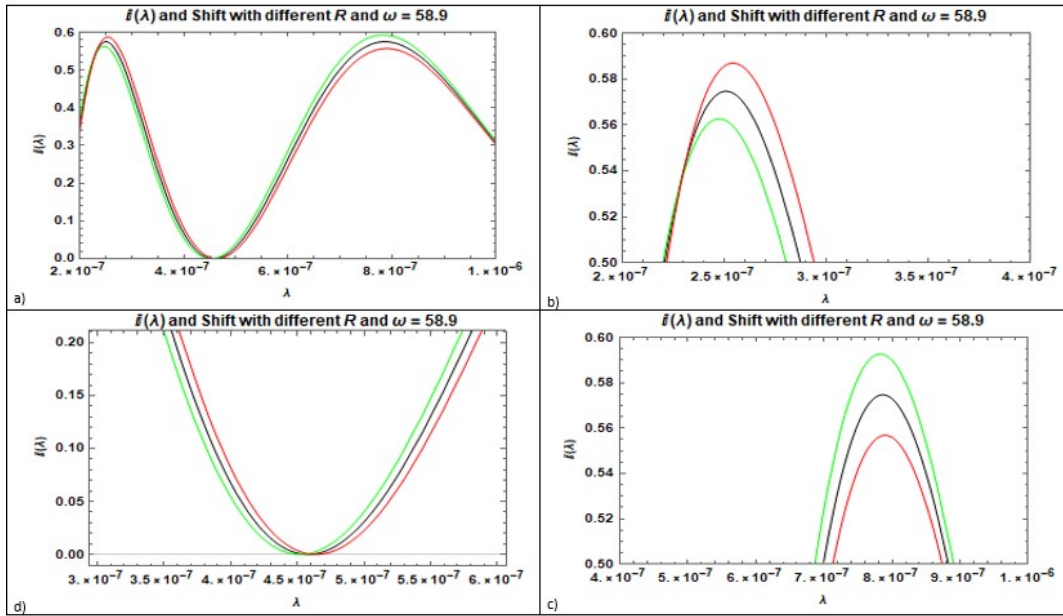 𝕚(λ) and Shift with different R and ω = 58.9
0.6
0.5
0.4
0.3
0.2
0.1
0.0
i(λ)
2.×10-7 4.×10-7 6.×10-7 8.×10-7 1.×10-6
λ
a)
𝕚(λ) and Shift with different R and ω = 58.9
0.60
0.58
0.56
0.54
0.52
0.50
i(λ)
2.×10-7 2.5×10-7 3.×10-7 3.5×10-7 4.×10-7
λ
b)
𝕚(λ) and Shift with different R and ω = 58.9
0.20
0.15
0.10
0.05
0.00
i(λ)
3.×10-7 3.5×10-7 4.×10-7 4.5×10-7 5.×10-7 5.5×10-7 6.×10-7
λ
d)
𝕚(λ) and Shift with different R and ω = 58.9
0.60
0.58
0.56
0.54
0.52
0.50
i(λ)
4.×10-7 5.×10-7 6.×10-7 7.×10-7 8.×10-7 9.×10-7 1.×10-6
λ
c)